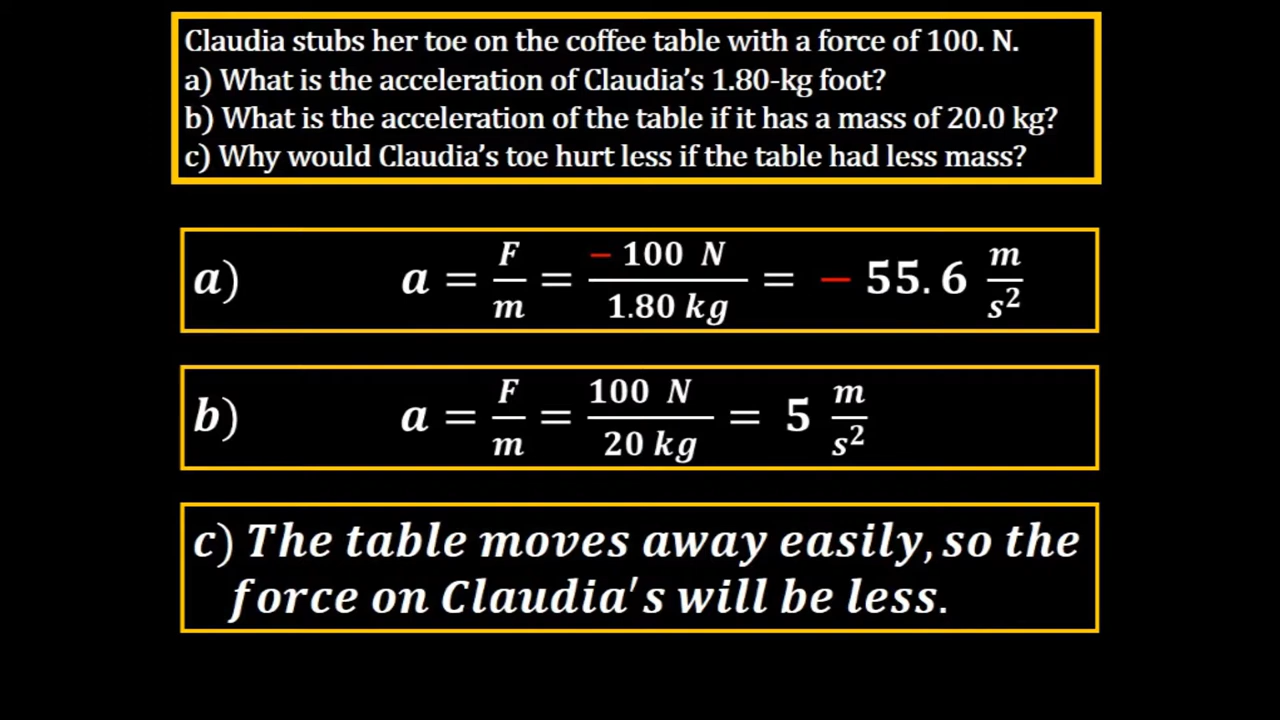 Claudia stubs her toe on the coffee table with a force of 100. N.
a) What is the acceleration of Claudia's 1.80-kg foot?
b) What is the acceleration of the table if it has a mass of 20.0 kg?
c) Why would Claudia's toe hurt less if the table had less mass?
a) a = F/m = − 100 N/1.80 kg = − 55.6 m/s²
b) a = F/m = 100 N/20 kg = 5 m/s²
c) The table moves away easily, so the
force on Claudia's will be less.